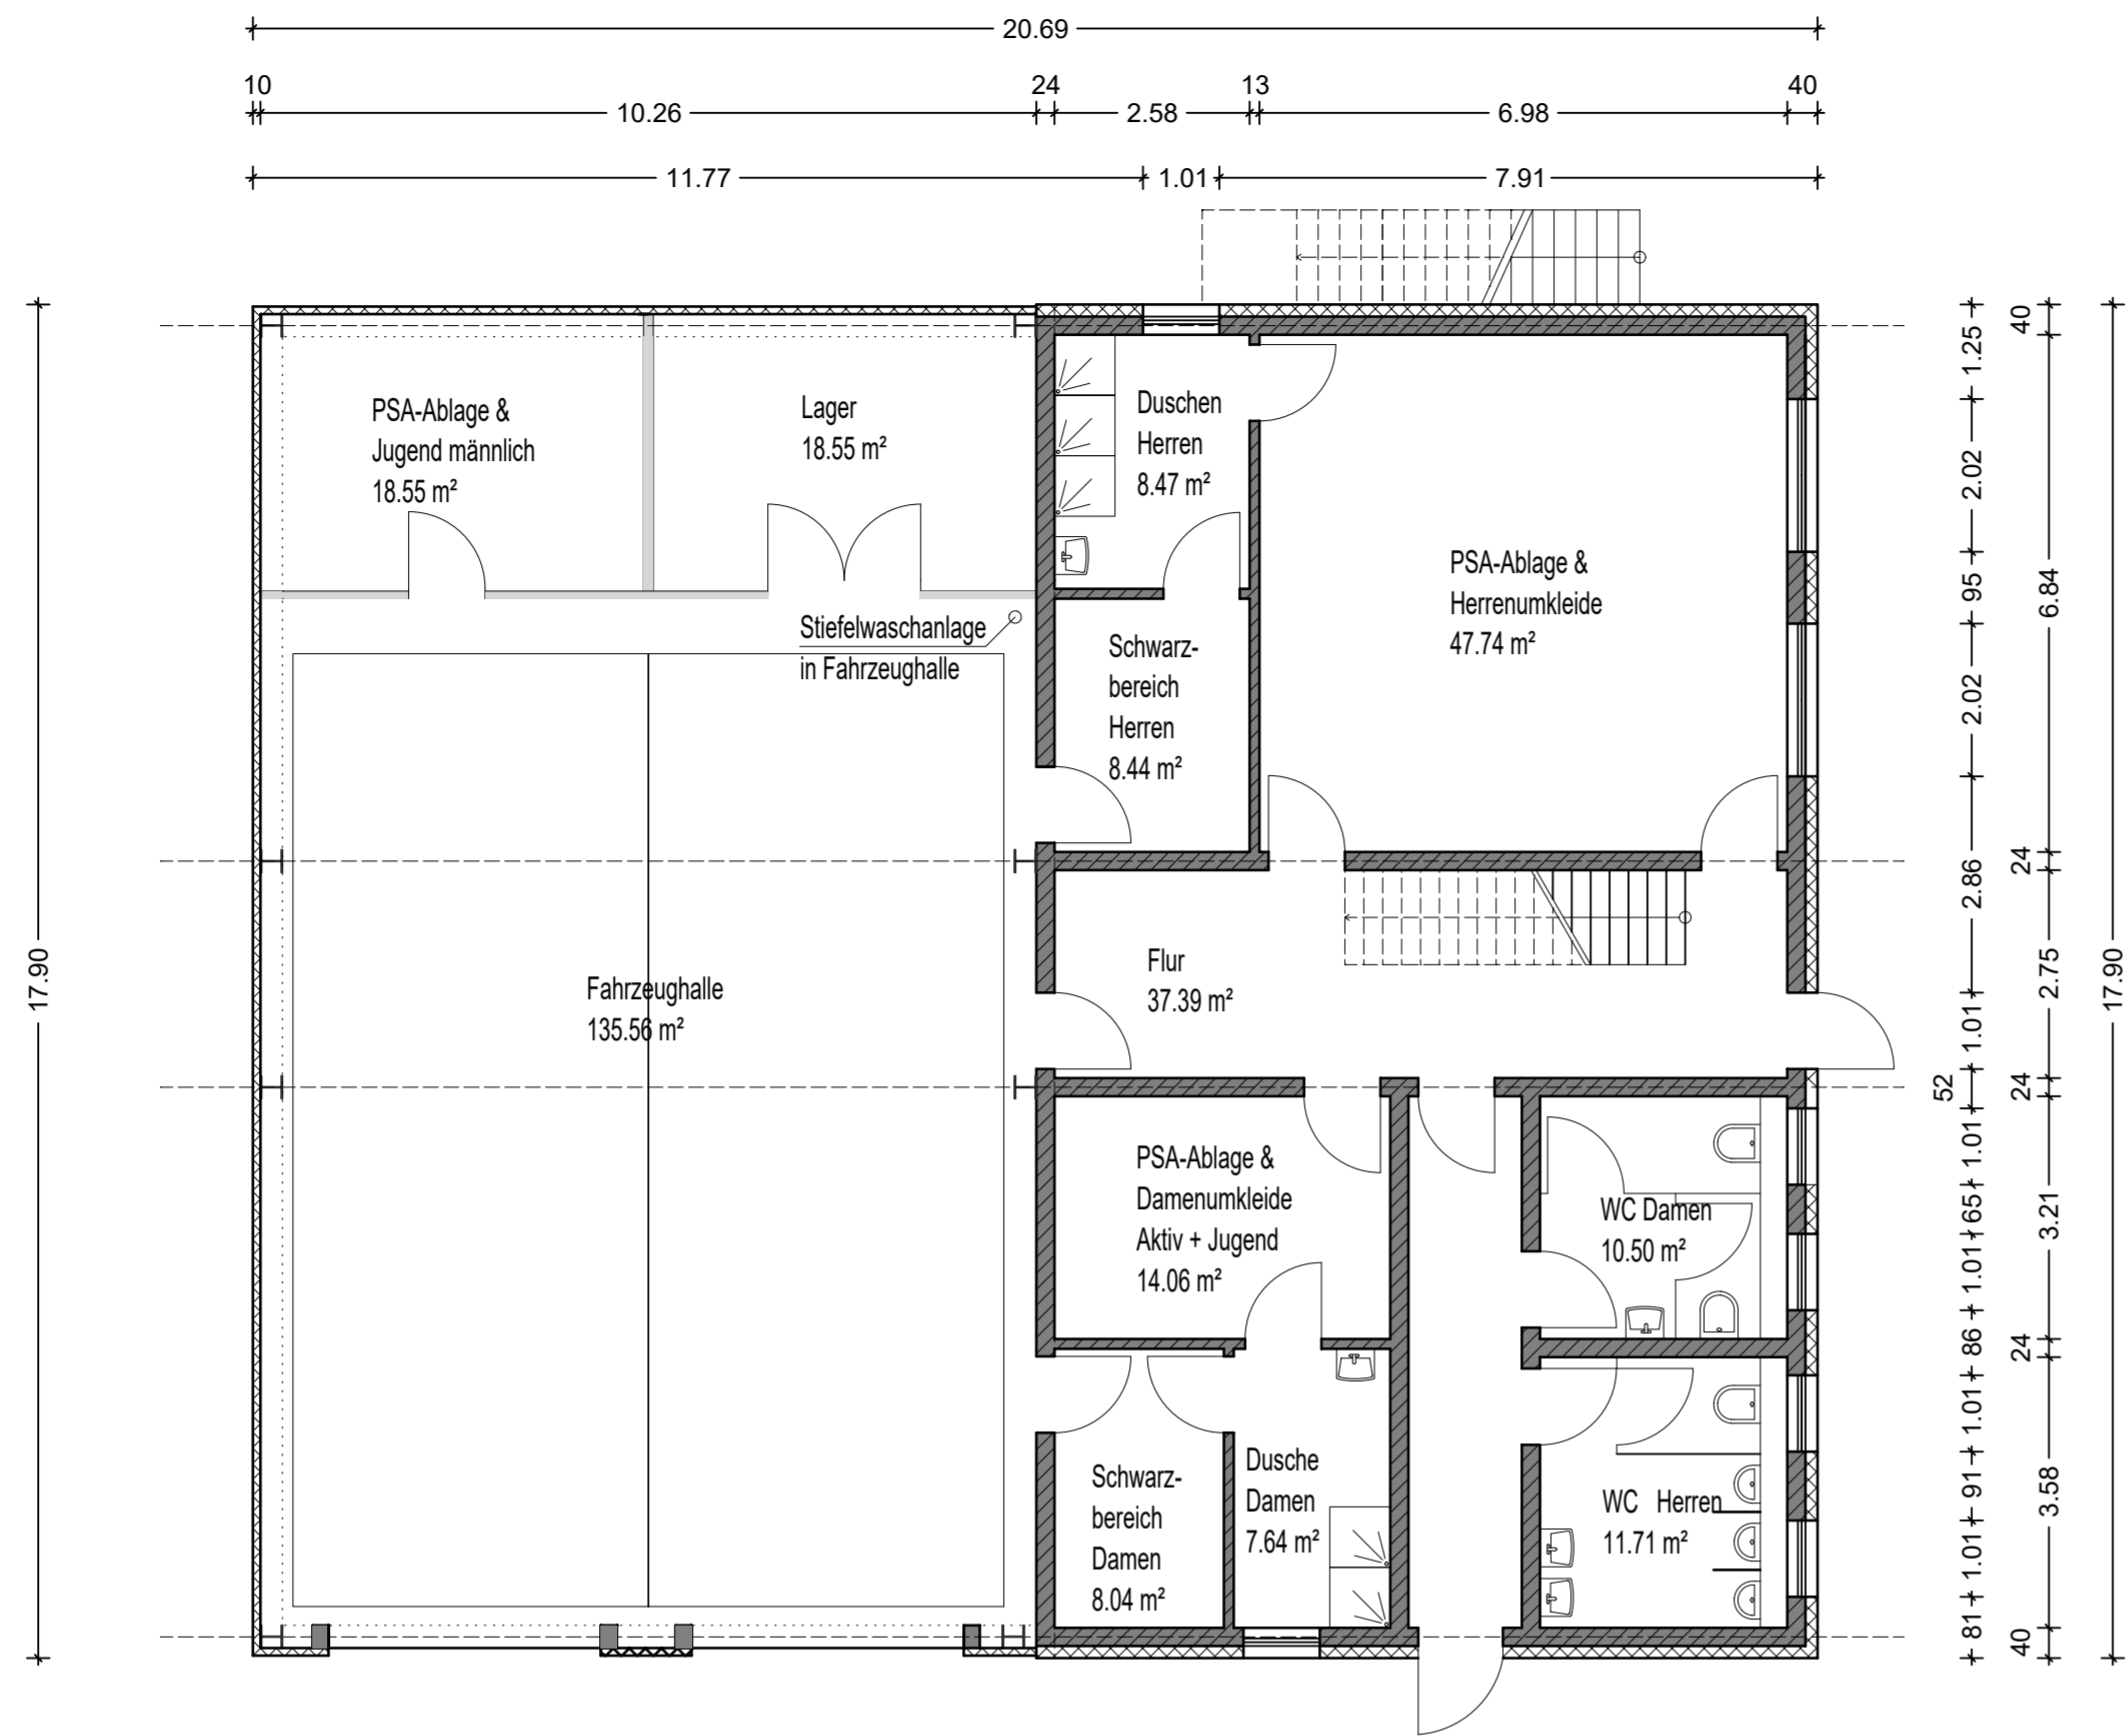 20.69
10
24
13
40
10.26
2.58
6.98
11.77
1.01
7.91
PSA-Ablage &
Jugend männlich
18.55 m²
Lager
18.55 m²
Duschen
Herren
8.47 m²
PSA-Ablage &
Herrenumkleide
47.74 m²
Stiefelwaschanlage
in Fahrzeughalle
Schwarz-
bereich
Herren
8.44 m²
Fahrzeughalle
135.56 m²
Flur
37.39 m²
PSA-Ablage &
Damenumkleide
Aktiv + Jugend
14.06 m²
WC Damen
10.50 m²
Schwarz-
bereich
Damen
8.04 m²
Dusche
Damen
7.64 m²
WC Herren
11.71 m²
17.90
1.25
2.02
95
2.02
2.86
1.01
52
1.01
65
1.01
86
1.01
91
1.01
81
40
6.84
24
2.75
24
3.21
24
3.58
40
17.90